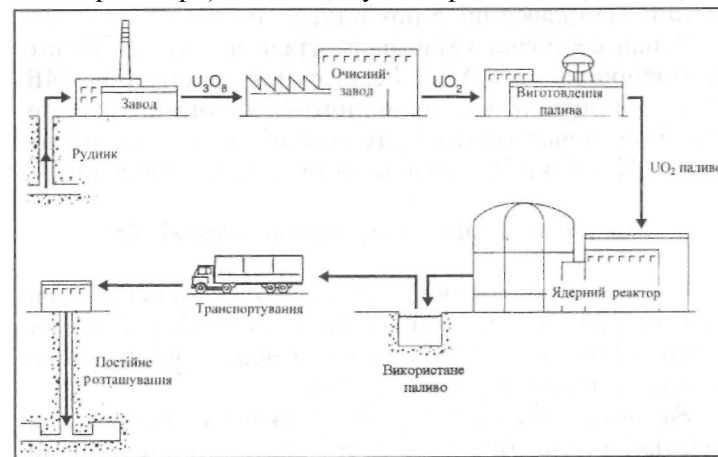 Завод
U₃O₈
Очисний-
завод
UO₂
Виготовлення
палива
Рудник
UO₂ паливо
Ядерний реактор
Транспортування
Використане
паливо
Постійне
розташування